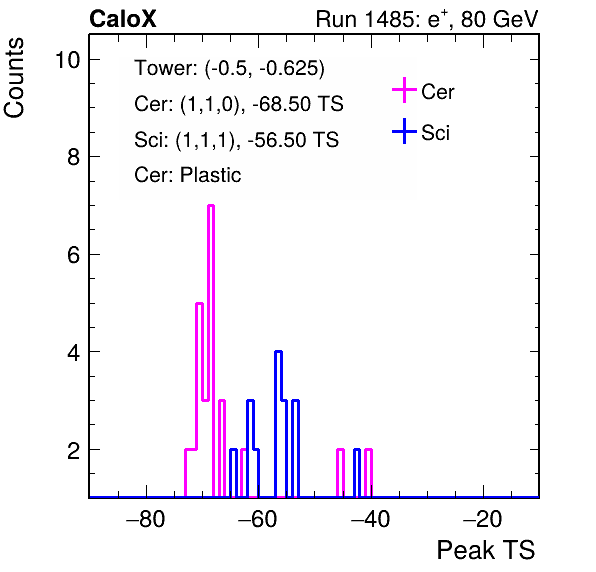 CaloX Run 1485: e⁺, 80 GeV
Counts
Tower: (-0.5, -0.625)
Cer: (1,1,0), -68.50 TS
Sci: (1,1,1), -56.50 TS
Cer: Plastic
Cer
Sci
10
8
6
4
2
−80 −60 −40 −20
Peak TS